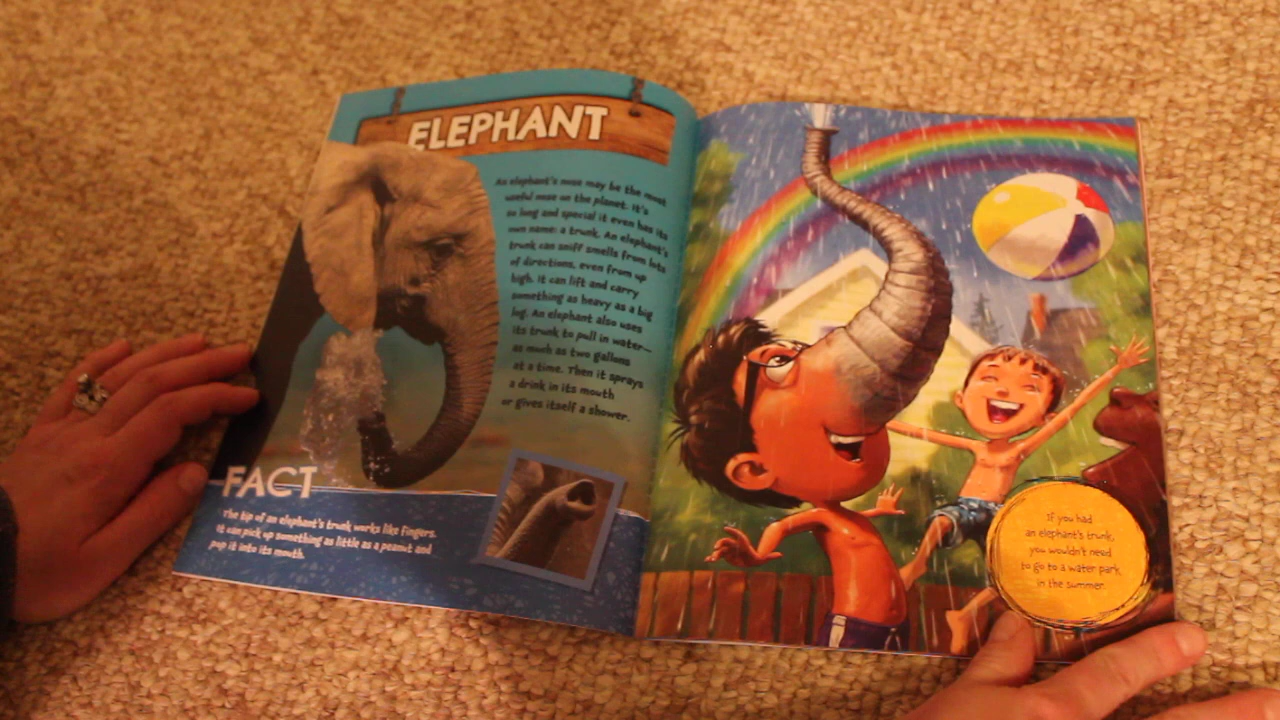 ELEPHANT
An elephant's nose may be the most
useful nose on the planet. It's
so long and special it even has its
own name: a trunk. An elephant's
trunk can sniff smells from lots
of directions, even from up
high. It can lift and carry
something as heavy as a big
log. An elephant also uses
its trunk to pull in water—
as much as two gallons
at a time. Then it sprays
a drink in its mouth
or gives itself a shower.
FACT
The tip of an elephant's trunk works like fingers.
It can pick up something as little as a peanut and
pop it into its mouth.
If you had
an elephant's trunk,
you wouldn't need
to go to a water park
in the summer.